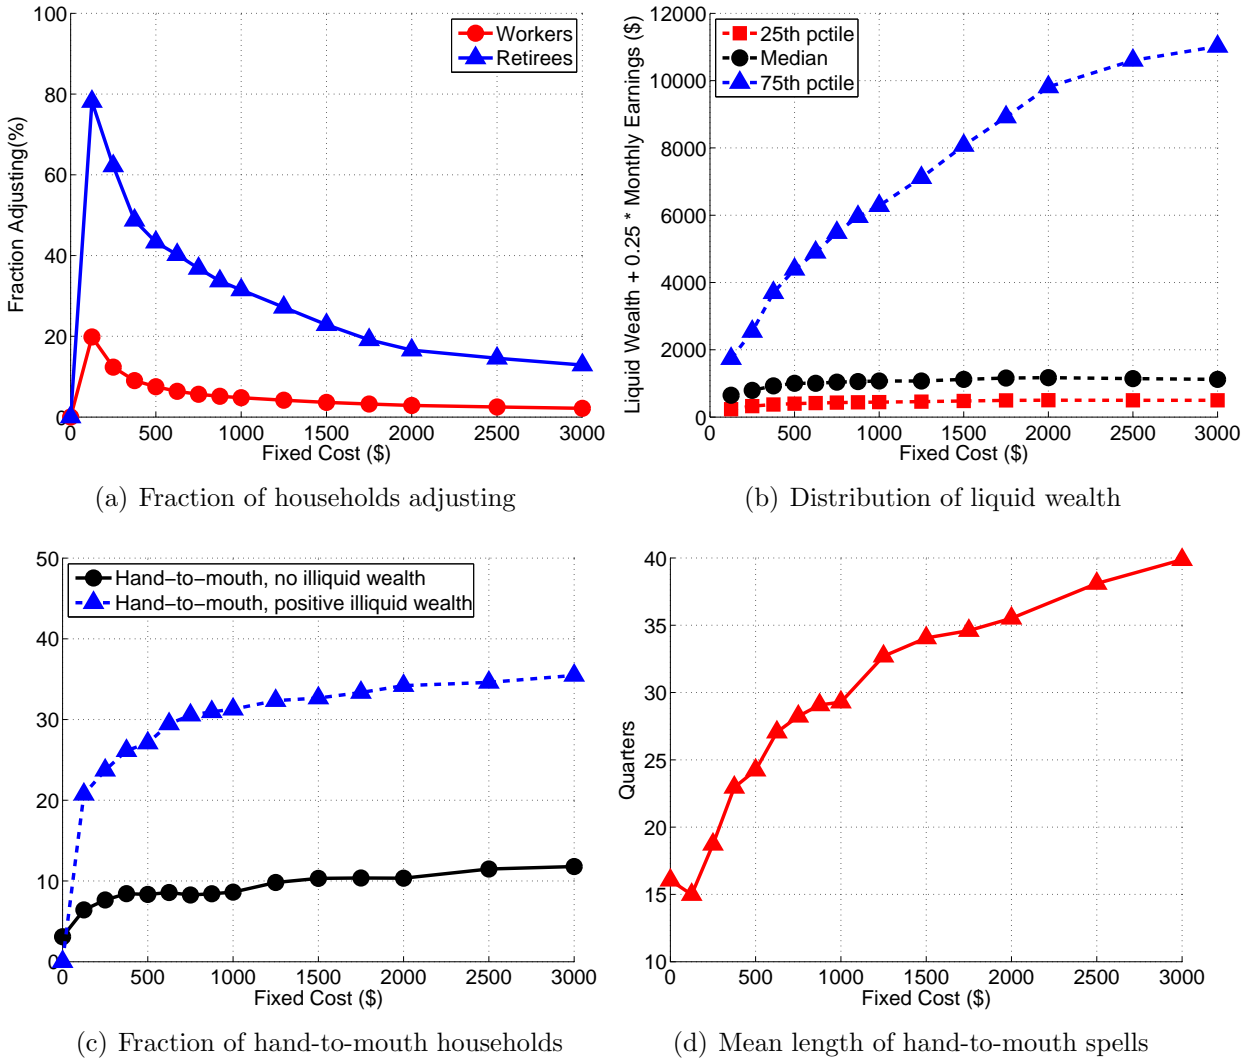 100
80
60
40
20
0
Fraction Adjusting(%)
Workers
Retirees
0 500 1000 1500 2000 2500 3000
Fixed Cost ($)
(a) Fraction of households adjusting
12000
10000
8000
6000
4000
2000
0
Liquid Wealth + 0.25 * Monthly Earnings ($)
25th pctile
Median
75th pctile
0 500 1000 1500 2000 2500 3000
Fixed Cost ($)
(b) Distribution of liquid wealth
50
40
30
20
10
0
Hand−to−mouth, no illiquid wealth
Hand−to−mouth, positive illiquid wealth
0 500 1000 1500 2000 2500 3000
Fixed Cost ($)
(c) Fraction of hand-to-mouth households
40
35
30
25
20
15
10
Quarters
0 500 1000 1500 2000 2500 3000
Fixed Cost ($)
(d) Mean length of hand-to-mouth spells